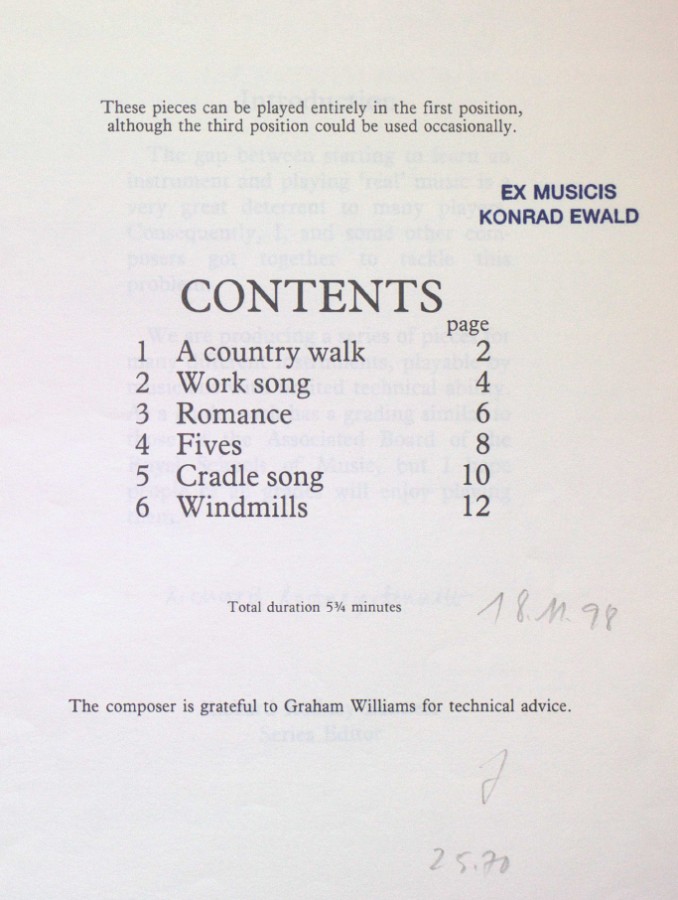 These pieces can be played entirely in the first position,
although the third position could be used occasionally.
EX MUSICIS
KONRAD EWALD
CONTENTS
page
1 A country walk 2
2 Work song 4
3 Romance 6
4 Fives 8
5 Cradle song 10
6 Windmills 12
Total duration 5¾ minutes
18.11.98
The composer is grateful to Graham Williams for technical advice.
Series Editor
25.70